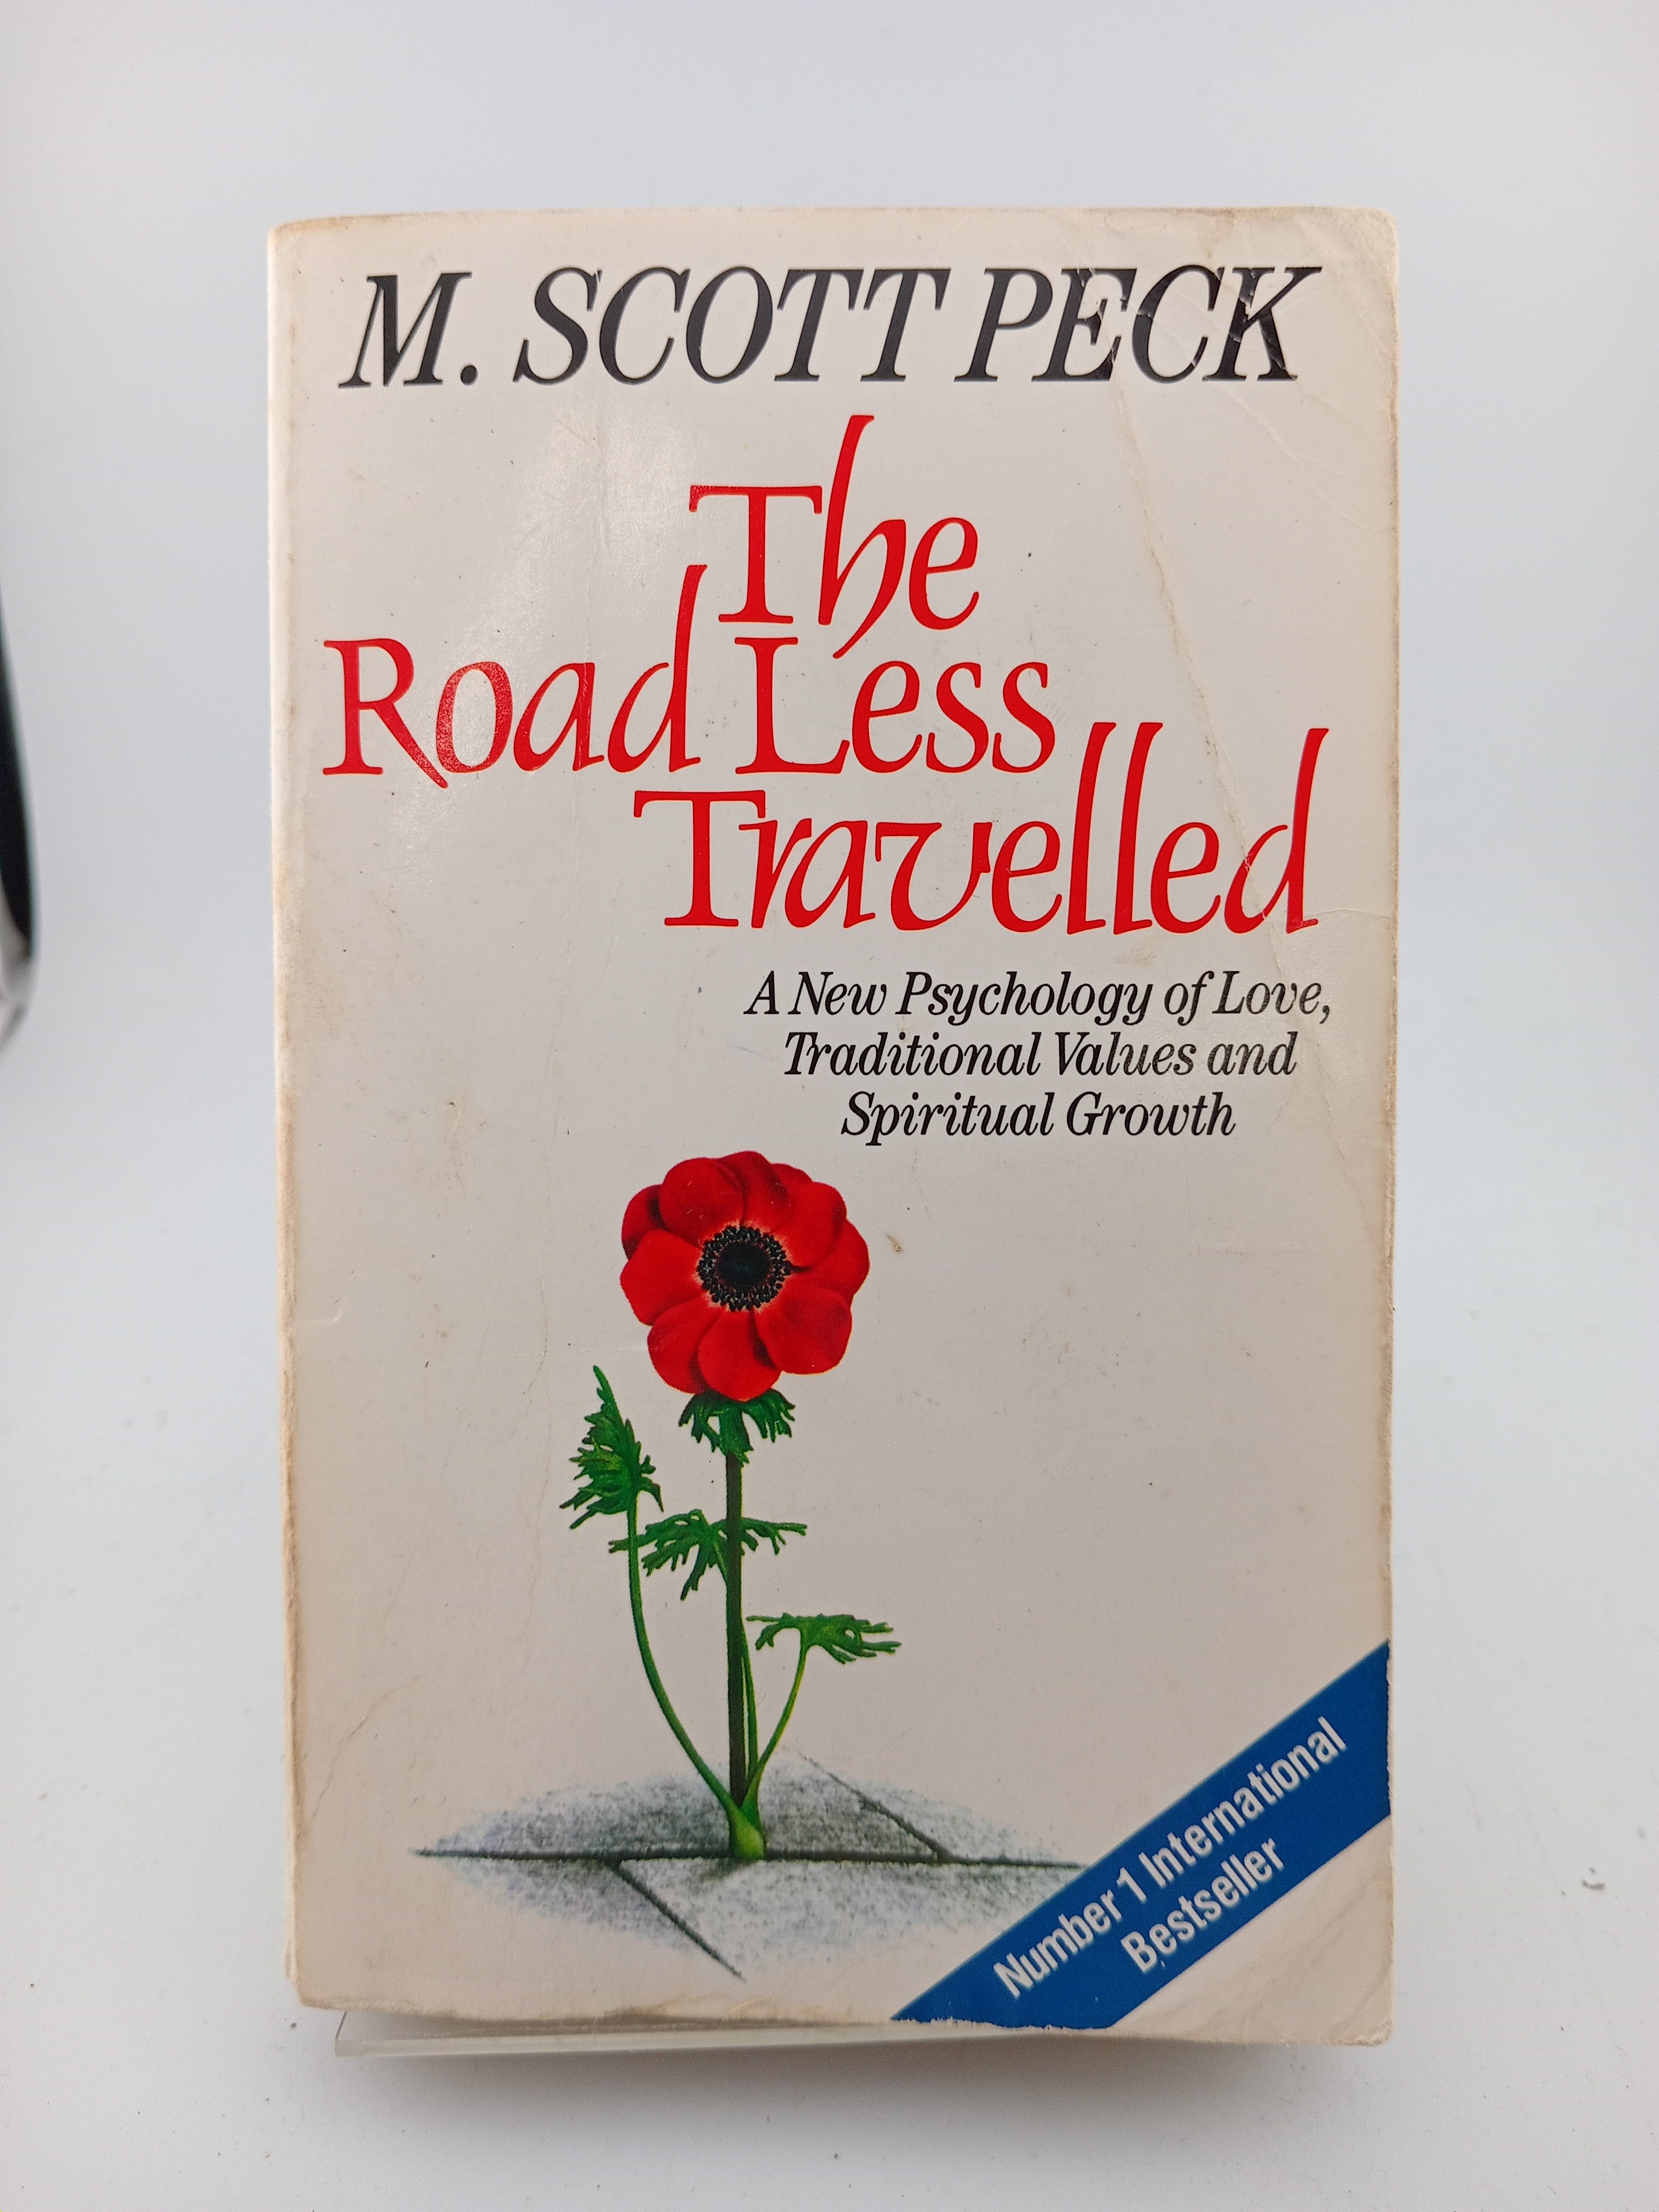 M. SCOTT PECK
The
Road Less
Travelled
A New Psychology of Love,
Traditional Values and
Spiritual Growth
Number 1 International
Bestseller